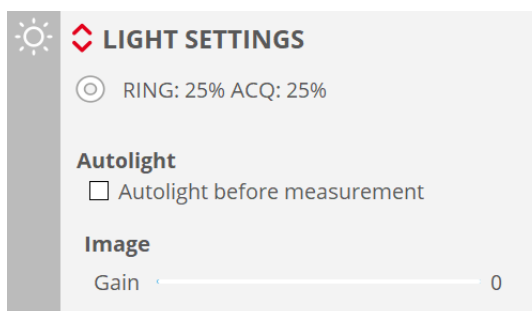 LIGHT SETTINGS
RING: 25% ACQ: 25%
Autolight
Autolight before measurement
Image
Gain 0